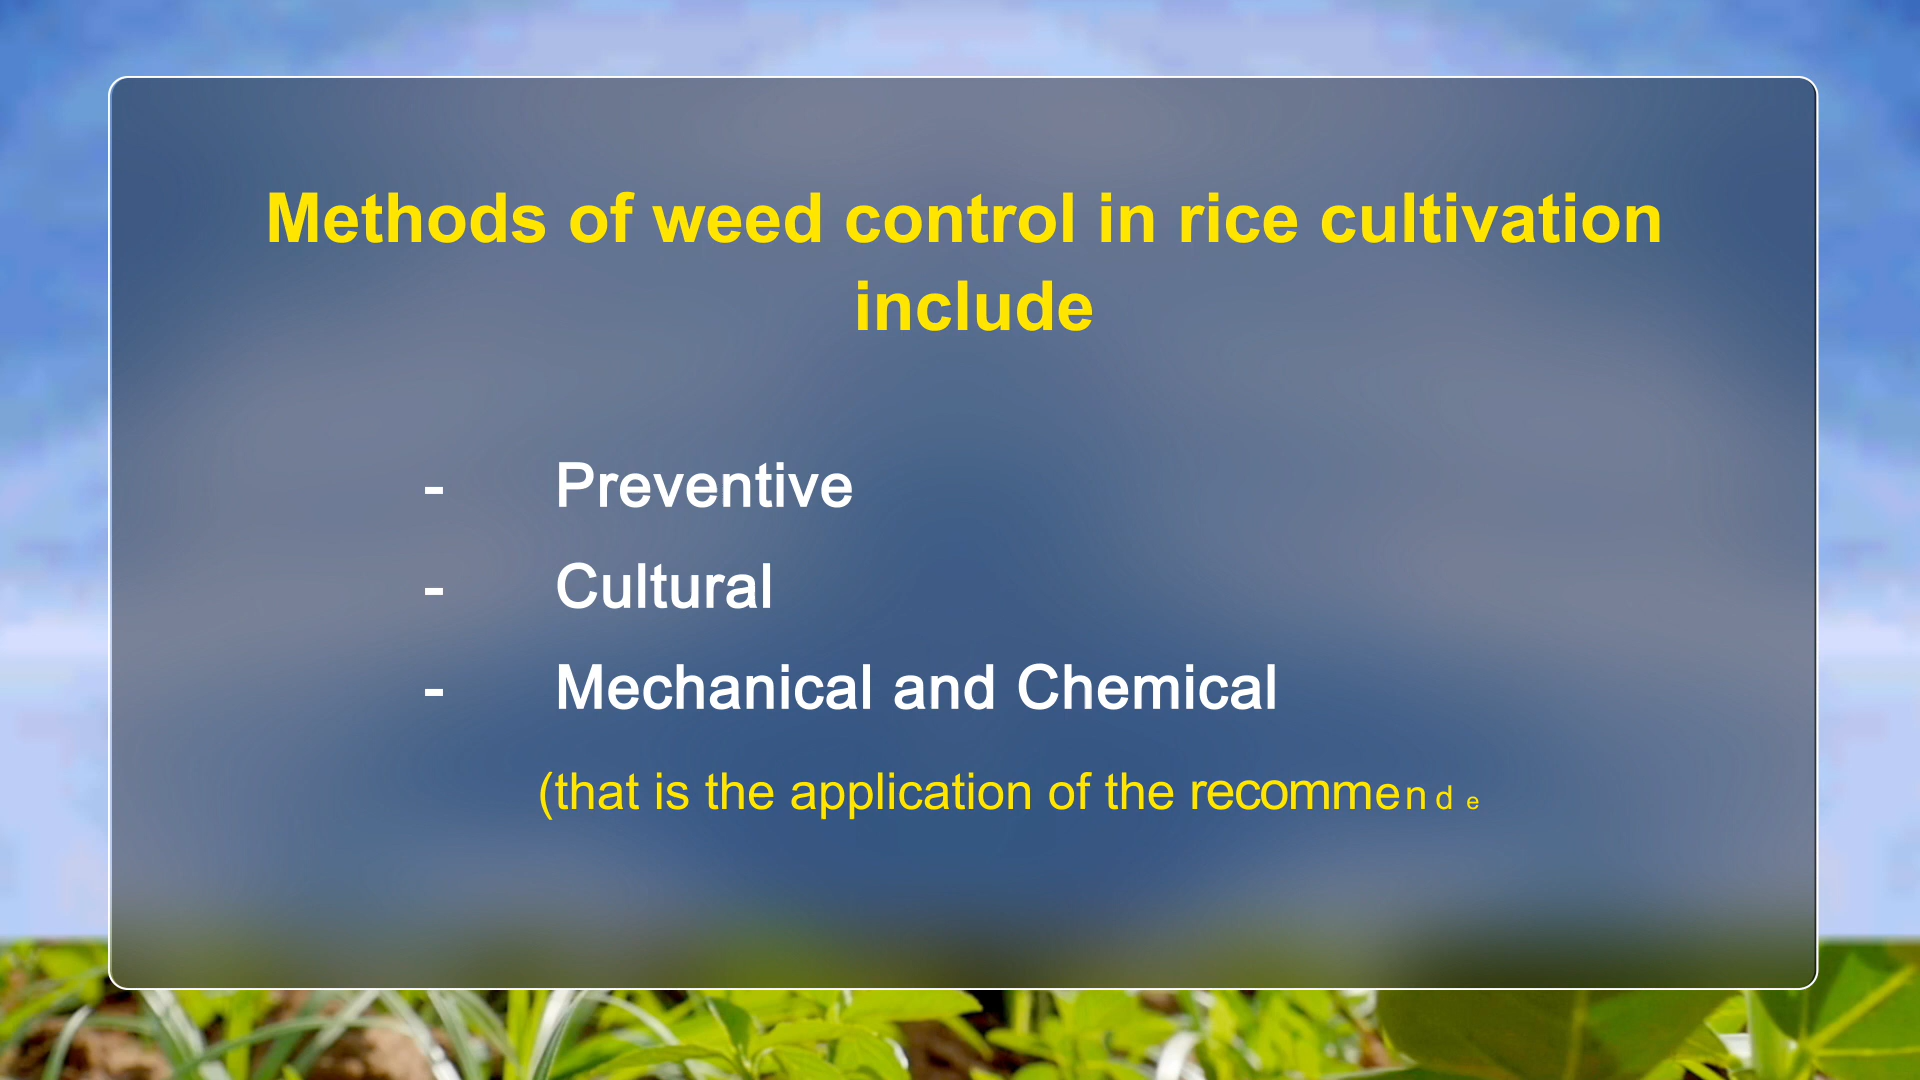 Methods of weed control in rice cultivation
include
- Preventive
- Cultural
- Mechanical and Chemical
(that is the application of the recommende